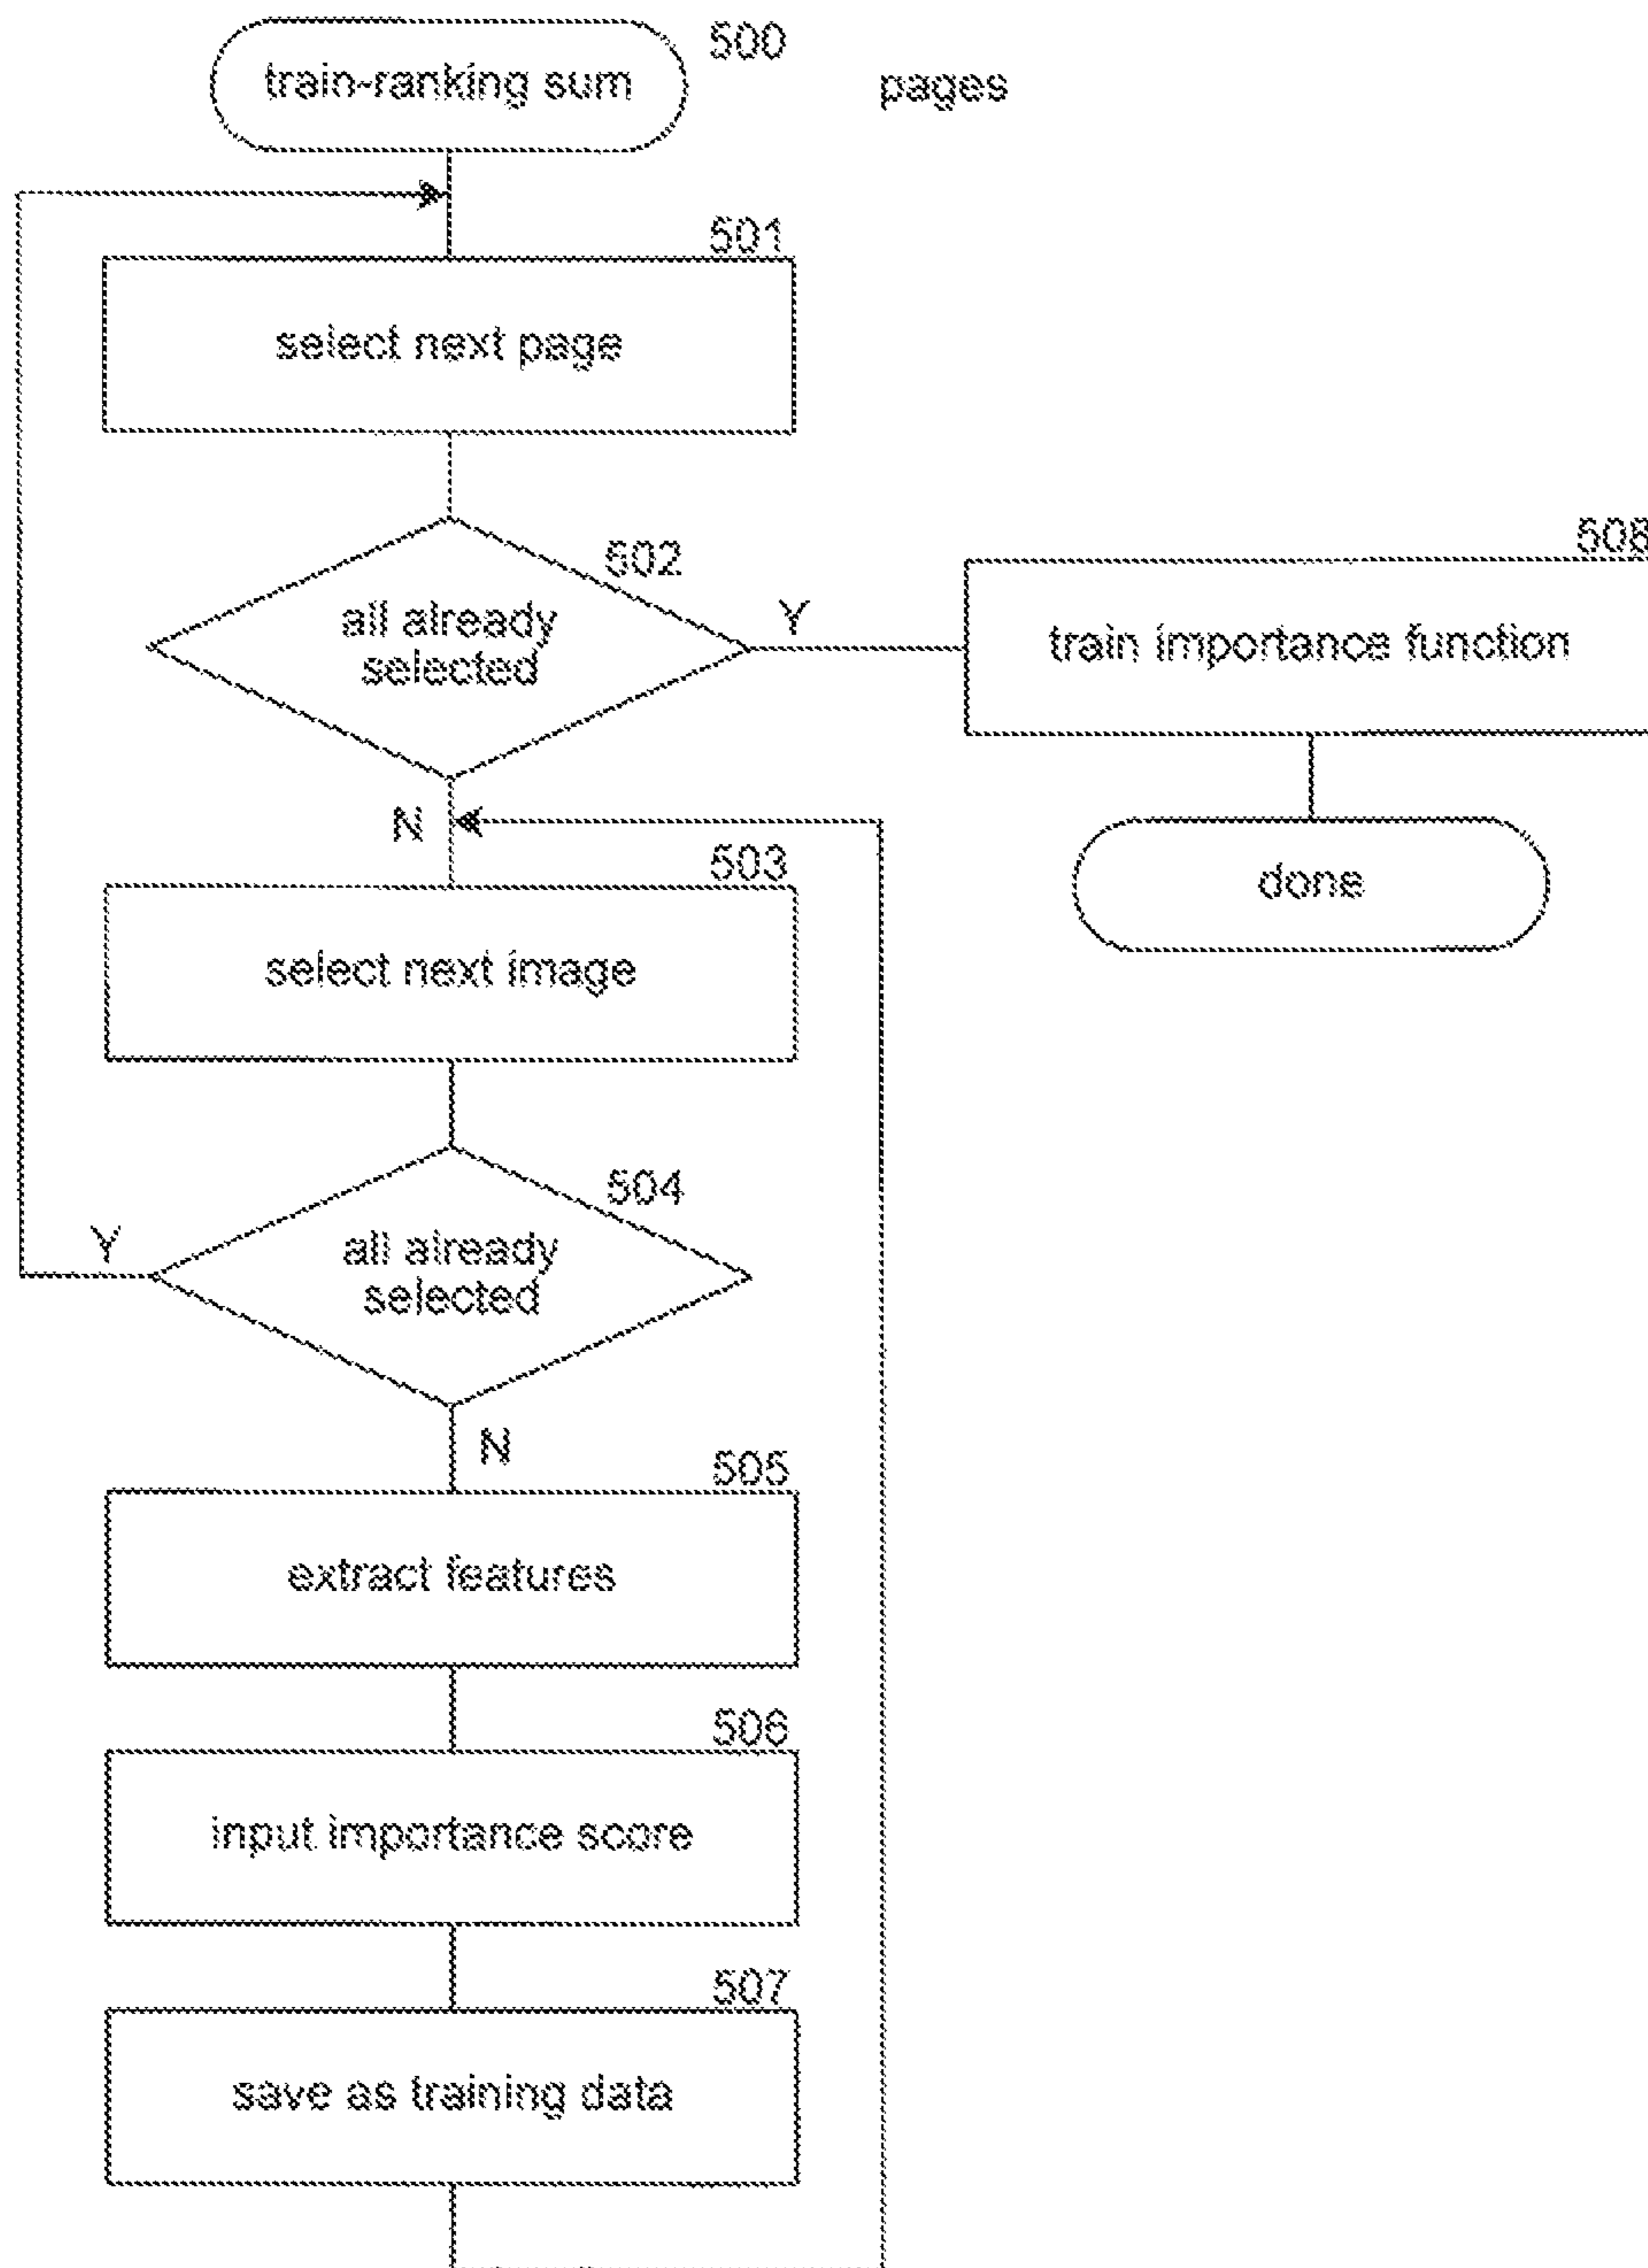 500
train-ranking sum
pages
501
select next page
502
all already
selected
Y
508
train importance function
N
done
503
select next image
504
all already
selected
Y
N
505
extract features
506
input importance score
507
save as training data